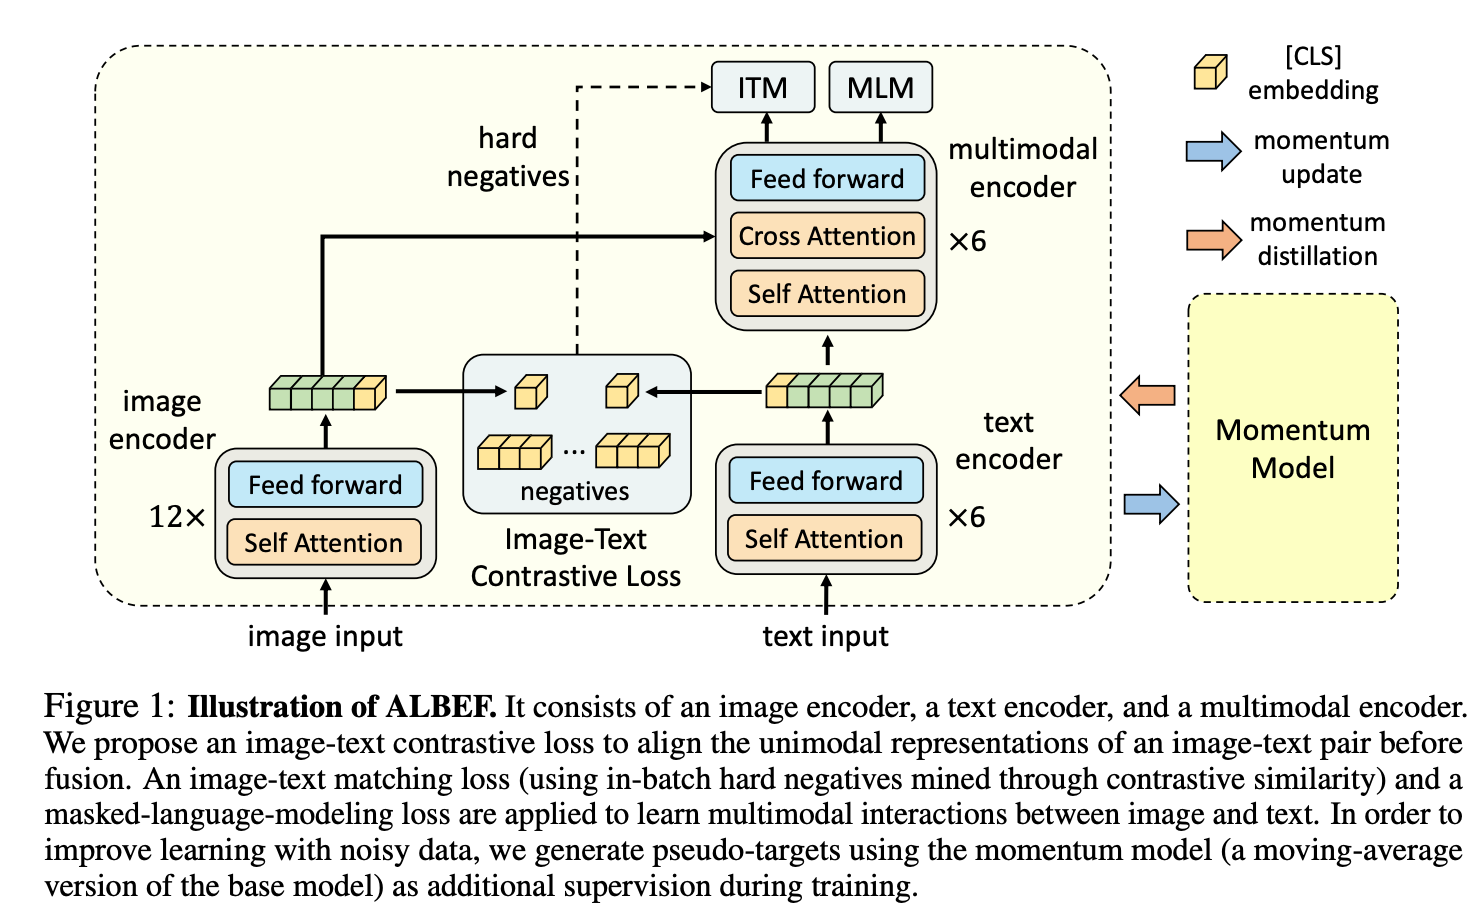 ITM
MLM
[CLS]
embedding
hard
negatives
multimodal
encoder
momentum
update
Feed forward
Cross Attention
×6
Self Attention
momentum
distillation
image
encoder
text
encoder
Momentum
Model
...
negatives
Feed forward
12×
Self Attention
Feed forward
×6
Self Attention
Image-Text
Contrastive Loss
image input
text input
Figure 1: Illustration of ALBEF. It consists of an image encoder, a text encoder, and a multimodal encoder.
We propose an image-text contrastive loss to align the unimodal representations of an image-text pair before
fusion. An image-text matching loss (using in-batch hard negatives mined through contrastive similarity) and a
masked-language-modeling loss are applied to learn multimodal interactions between image and text. In order to
improve learning with noisy data, we generate pseudo-targets using the momentum model (a moving-average
version of the base model) as additional supervision during training.